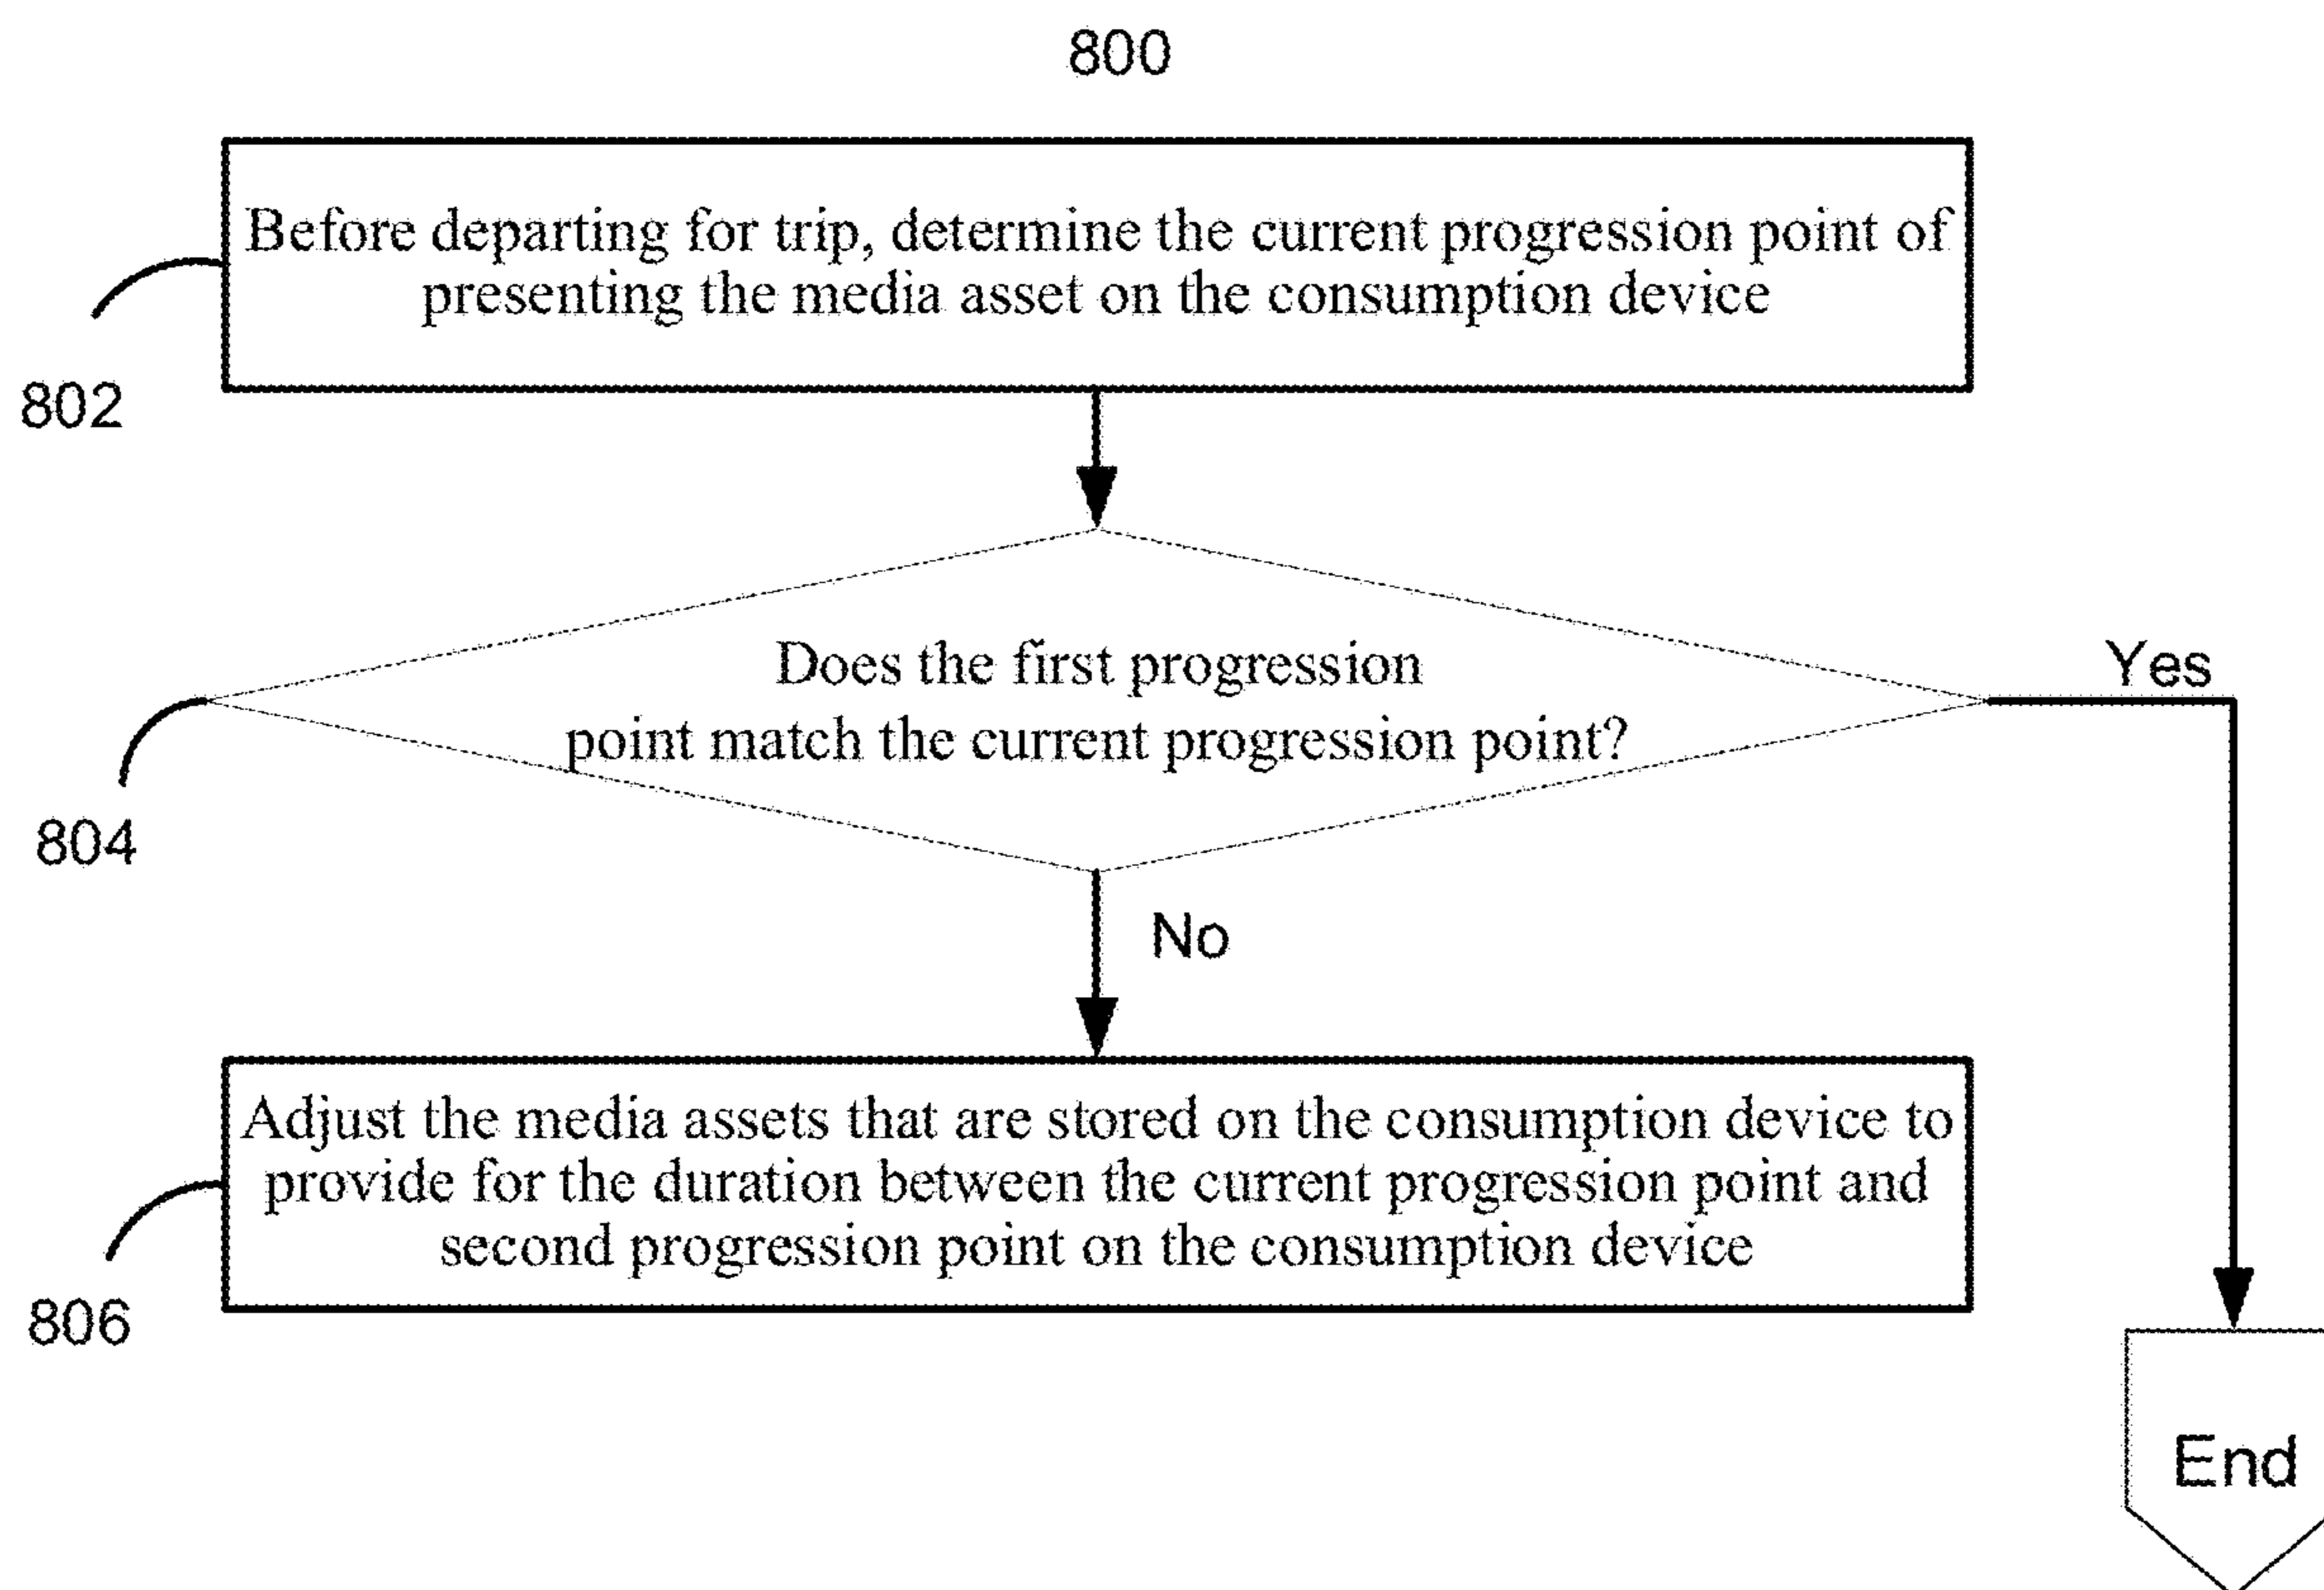 800
Before departing for trip, determine the current progression point of
presenting the media asset on the consumption device
802
Does the first progression
point match the current progression point?
Yes
804
No
Adjust the media assets that are stored on the consumption device to
provide for the duration between the current progression point and
second progression point on the consumption device
806
End